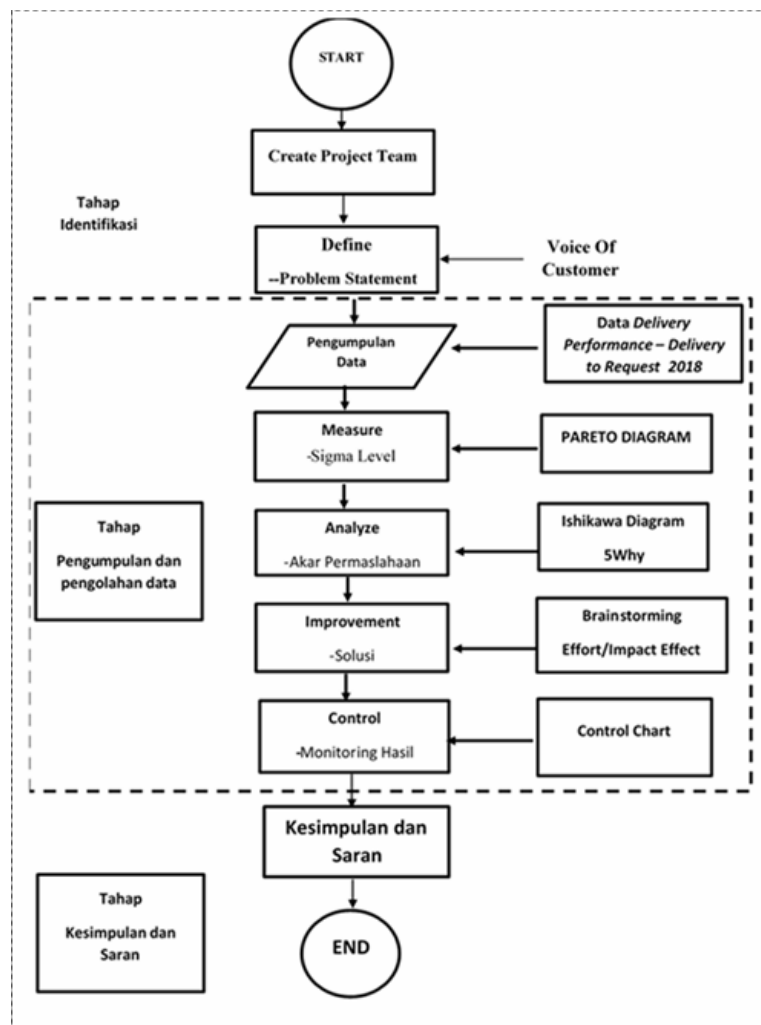 START
Create Project Team
Tahap
Identifikasi
Define
--Problem Statement
Voice Of
Customer
Pengumpulan
Data
Data Delivery
Performance – Delivery
to Request 2018
Measure
-Sigma Level
PARETO DIAGRAM
Tahap
Pengumpulan dan
pengolahan data
Analyze
-Akar Permaslahaan
Ishikawa Diagram
5Why
Improvement
-Solusi
Brainstorming
Effort/Impact Effect
Control
-Monitoring Hasil
Control Chart
Kesimpulan dan
Saran
Tahap
Kesimpulan dan
Saran
END